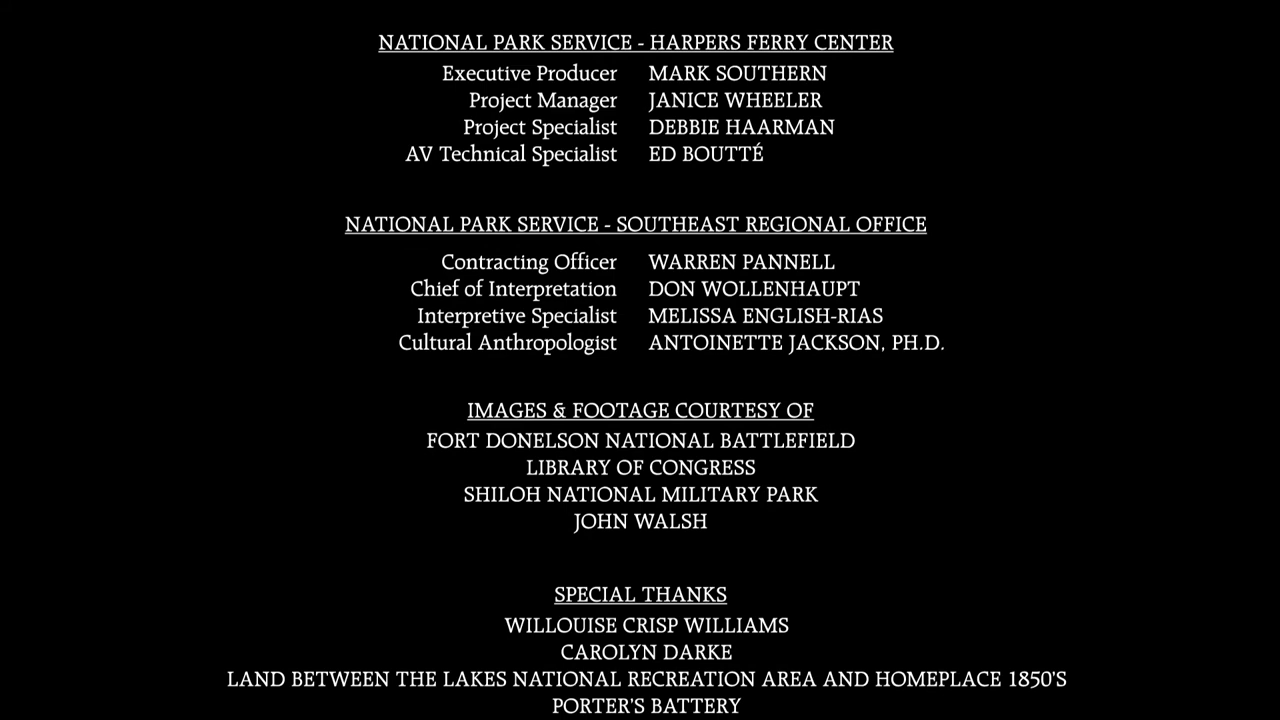 NATIONAL PARK SERVICE - HARPERS FERRY CENTER
Executive Producer MARK SOUTHERN
Project Manager JANICE WHEELER
Project Specialist DEBBIE HAARMAN
AV Technical Specialist ED BOUTTÉ
NATIONAL PARK SERVICE - SOUTHEAST REGIONAL OFFICE
Contracting Officer WARREN PANNELL
Chief of Interpretation DON WOLLENHAUPT
Interpretive Specialist MELISSA ENGLISH-RIAS
Cultural Anthropologist ANTOINETTE JACKSON, PH.D.
IMAGES & FOOTAGE COURTESY OF
FORT DONELSON NATIONAL BATTLEFIELD
LIBRARY OF CONGRESS
SHILOH NATIONAL MILITARY PARK
JOHN WALSH
SPECIAL THANKS
WILLOUISE CRISP WILLIAMS
CAROLYN DARKE
LAND BETWEEN THE LAKES NATIONAL RECREATION AREA AND HOMEPLACE 1850'S
PORTER'S BATTERY